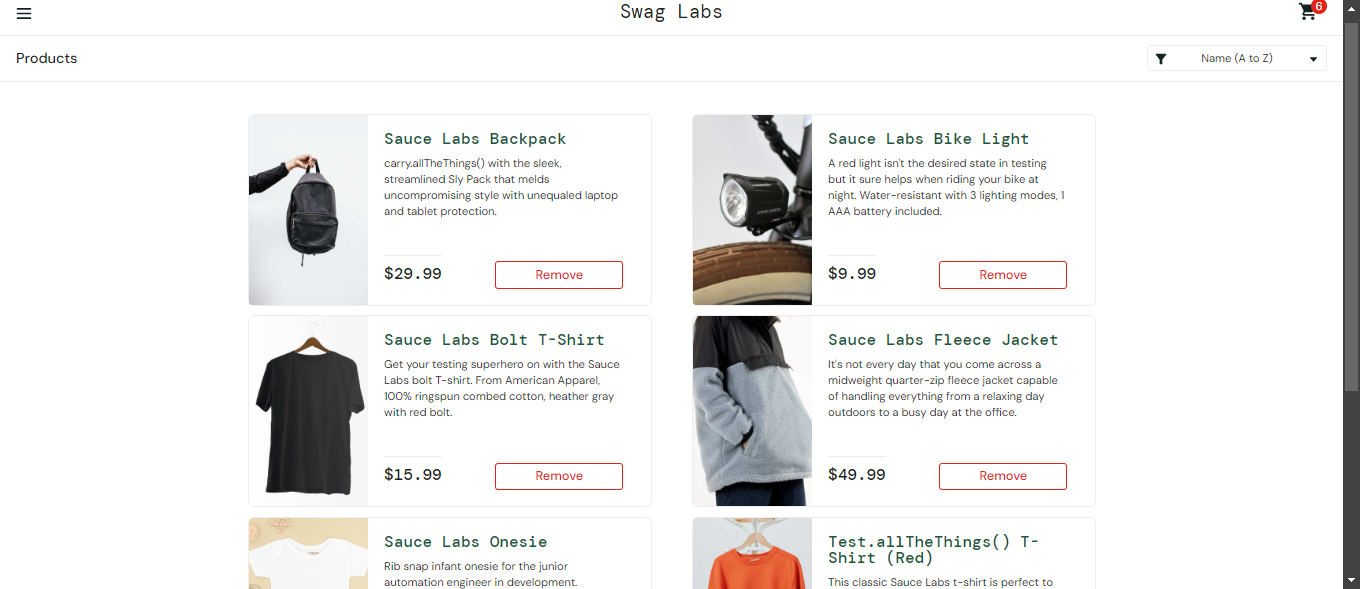 Swag Labs
6
Products
Name (A to Z)
Sauce Labs Backpack
carry.allTheThings() with the sleek,
streamlined Sly Pack that melds
uncompromising style with unequaled laptop
and tablet protection.
$29.99
Remove
Sauce Labs Bike Light
A red light isn't the desired state in testing
but it sure helps when riding your bike at
night. Water-resistant with 3 lighting modes, 1
AAA battery included.
$9.99
Remove
Sauce Labs Bolt T-Shirt
Get your testing superhero on with the Sauce
Labs bolt T-shirt. From American Apparel,
100% ringspun combed cotton, heather gray
with red bolt.
$15.99
Remove
Sauce Labs Fleece Jacket
It's not every day that you come across a
midweight quarter-zip fleece jacket capable
of handling everything from a relaxing day
outdoors to a busy day at the office.
$49.99
Remove
Sauce Labs Onesie
Rib snap infant onesie for the junior
automation engineer in development.
Test.allTheThings() T-
Shirt (Red)
This classic Sauce Labs t-shirt is perfect to